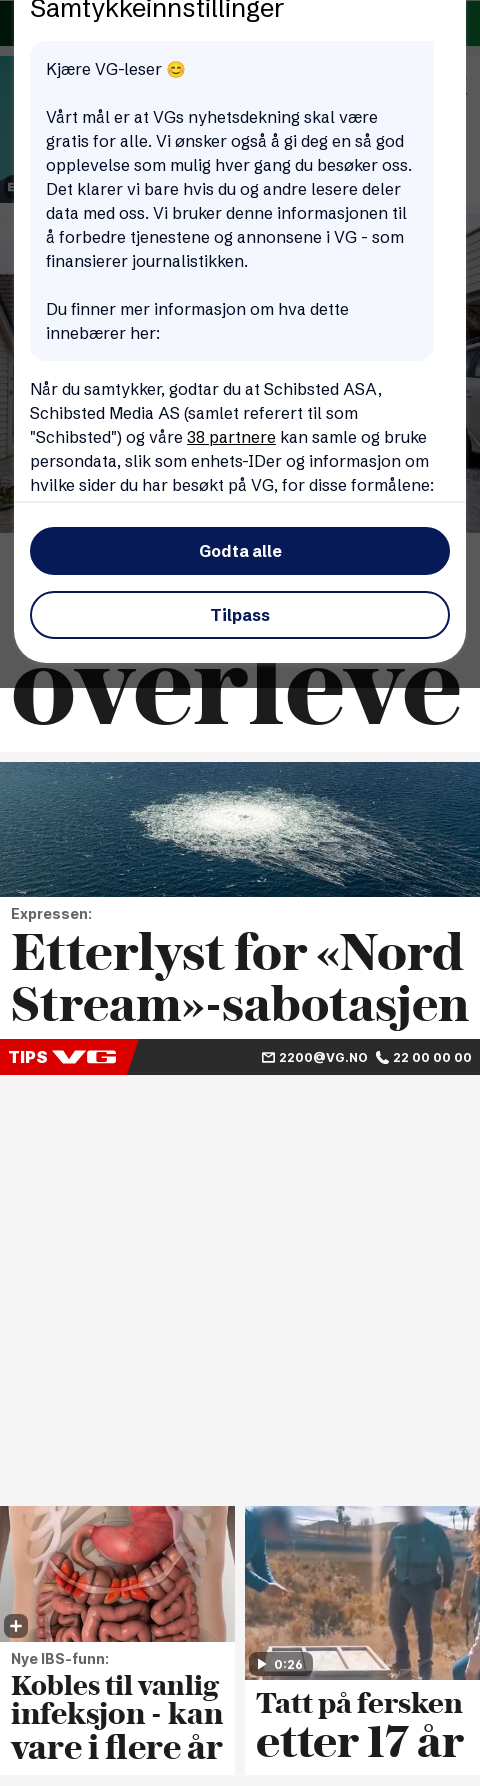 Samtykkeinnstillinger
Kjære VG-leser 😊
Vårt mål er at VGs nyhetsdekning skal være
gratis for alle. Vi ønsker også å gi deg en så god
opplevelse som mulig hver gang du besøker oss.
Det klarer vi bare hvis du og andre lesere deler
data med oss. Vi bruker denne informasjonen til
å forbedre tjenestene og annonsene i VG - som
finansierer journalistikken.
Du finner mer informasjon om hva dette
innebærer her:
Når du samtykker, godtar du at Schibsted ASA,
Schibsted Media AS (samlet referert til som
"Schibsted") og våre 38 partnere kan samle og bruke
persondata, slik som enhets-IDer og informasjon om
hvilke sider du har besøkt på VG, for disse formålene:
Godta alle
Tilpass
overleve
Expressen:
Etterlyst for «Nord
Stream»-sabotasjen
TIPS VG 2200@VG.NO 22 00 00 00
Nye IBS-funn:
Kobles til vanlig
infeksjon - kan
vare i flere år
0:26
Tatt på fersken
etter 17 år